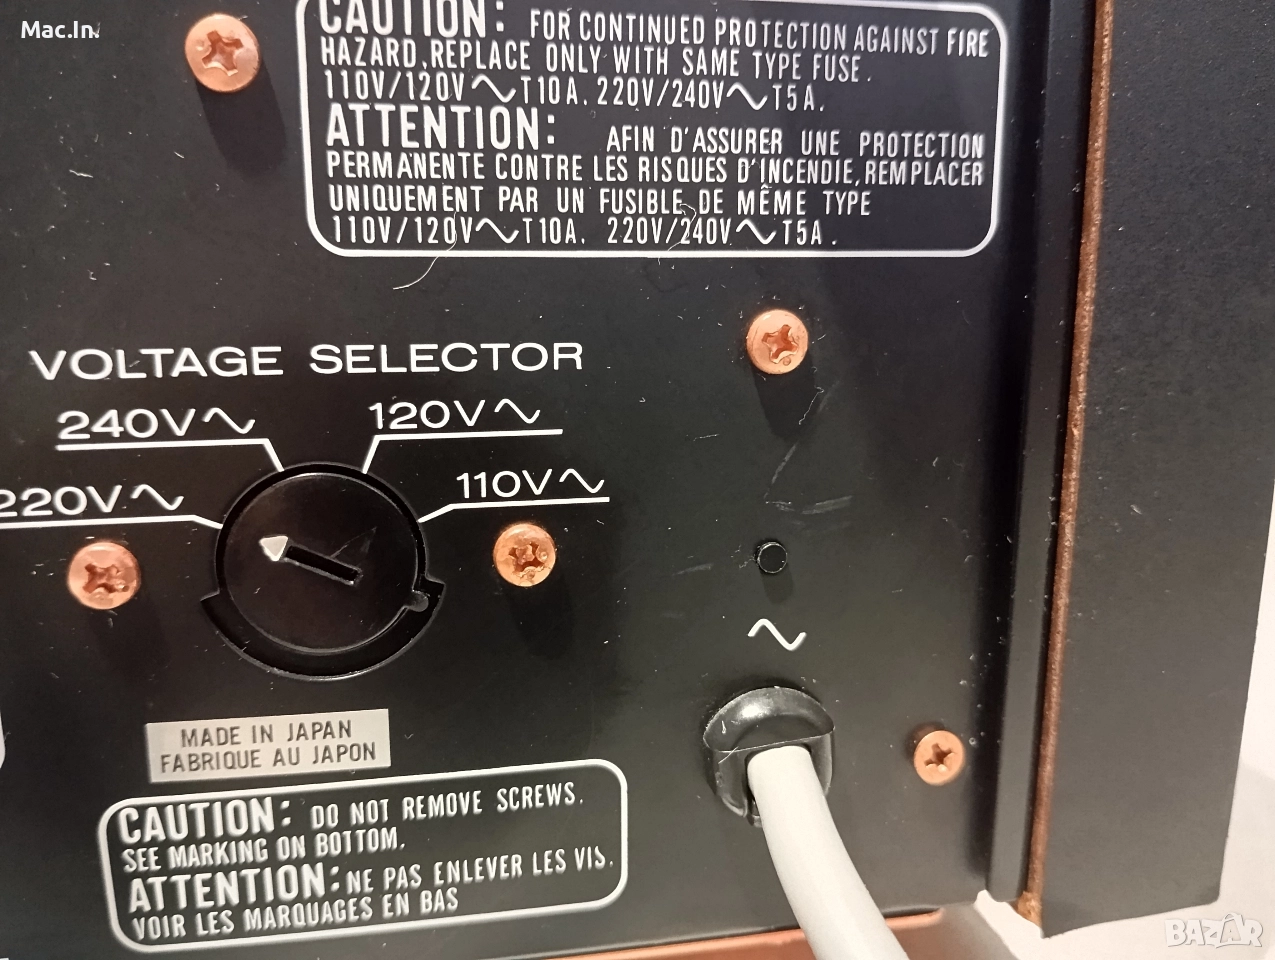 Mac.In
CAUTION: FOR CONTINUED PROTECTION AGAINST FIRE
HAZARD, REPLACE ONLY WITH SAME TYPE FUSE.
110V/120V∿T10A. 220V/240V∿T5A.
ATTENTION: AFIN D'ASSURER UNE PROTECTION
PERMANENTE CONTRE LES RISQUES D'INCENDIE, REMPLACER
UNIQUEMENT PAR UN FUSIBLE DE MÊME TYPE
110V/120V∿T10A. 220V/240V∿T5A.
VOLTAGE SELECTOR
240V∿ 120V∿
220V∿ 110V∿
∿
MADE IN JAPAN
FABRIQUE AU JAPON
CAUTION: DO NOT REMOVE SCREWS.
SEE MARKING ON BOTTOM.
ATTENTION: NE PAS ENLEVER LES VIS.
VOIR LES MARQUAGES EN BAS
BAZAR